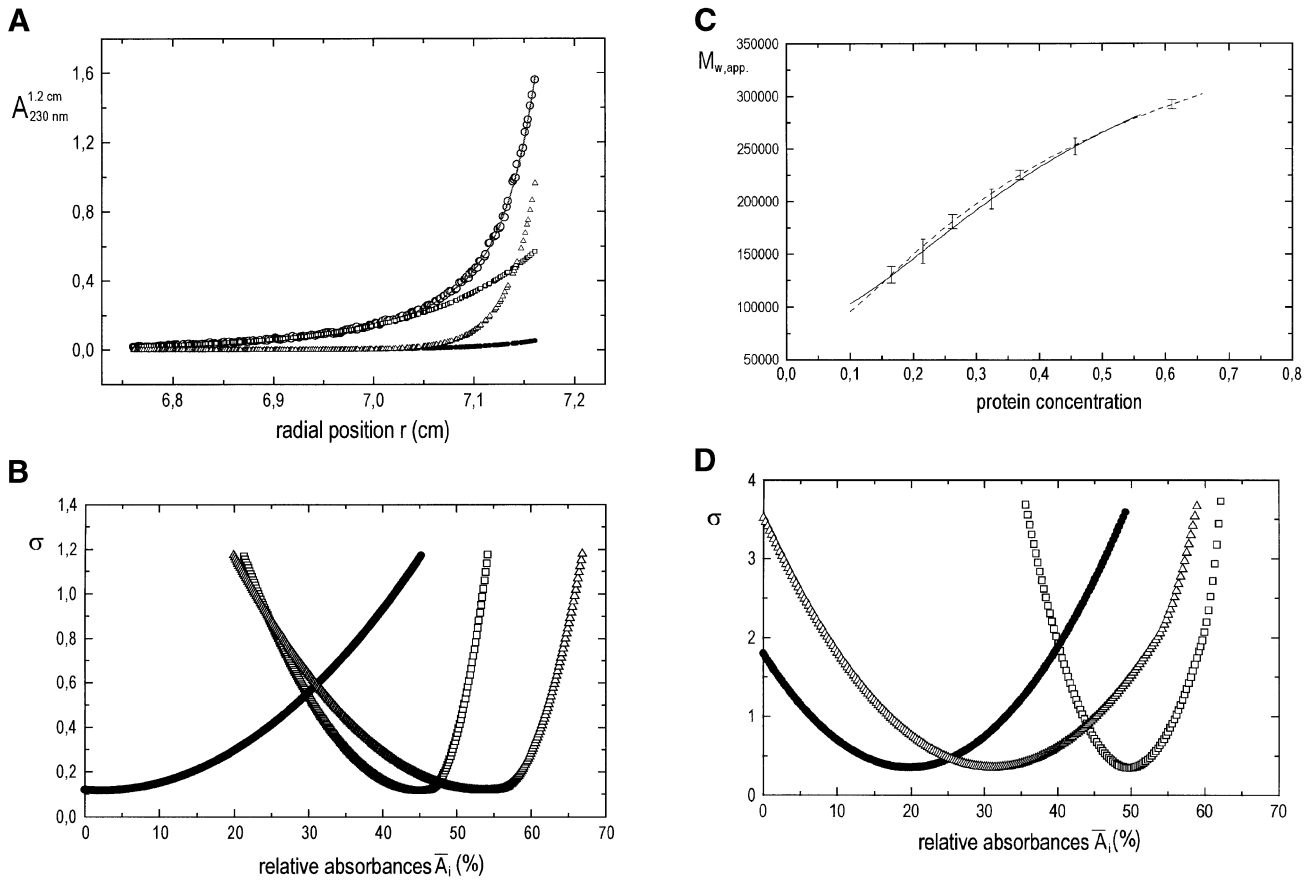 A
1,6
1,2
0,8
0,4
0,0
A 1.2 cm 230 nm
6,8 6,9 7,0 7,1 7,2
radial position r (cm)
B
1,4
1,2
1,0
0,8
0,6
0,4
0,2
0,0
σ
0 10 20 30 40 50 60 70
relative absorbances A̅i (%)
C
350000
300000
250000
200000
150000
100000
50000
Mw,app.
0,0 0,1 0,2 0,3 0,4 0,5 0,6 0,7 0,8
protein concentration
D
4
3
2
1
0
σ
0 10 20 30 40 50 60 70
relative absorbances A̅i (%)